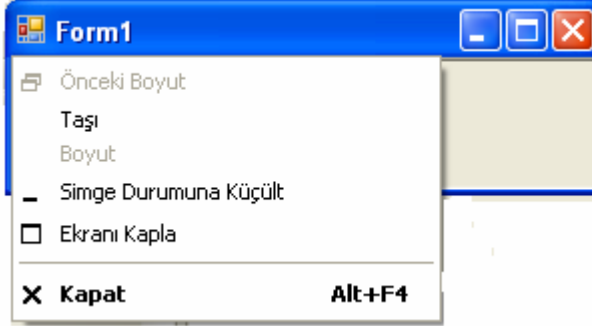 Form1
Önceki Boyut
Taşı
Boyut
Simge Durumuna Küçült
Ekranı Kapla
Kapat Alt+F4